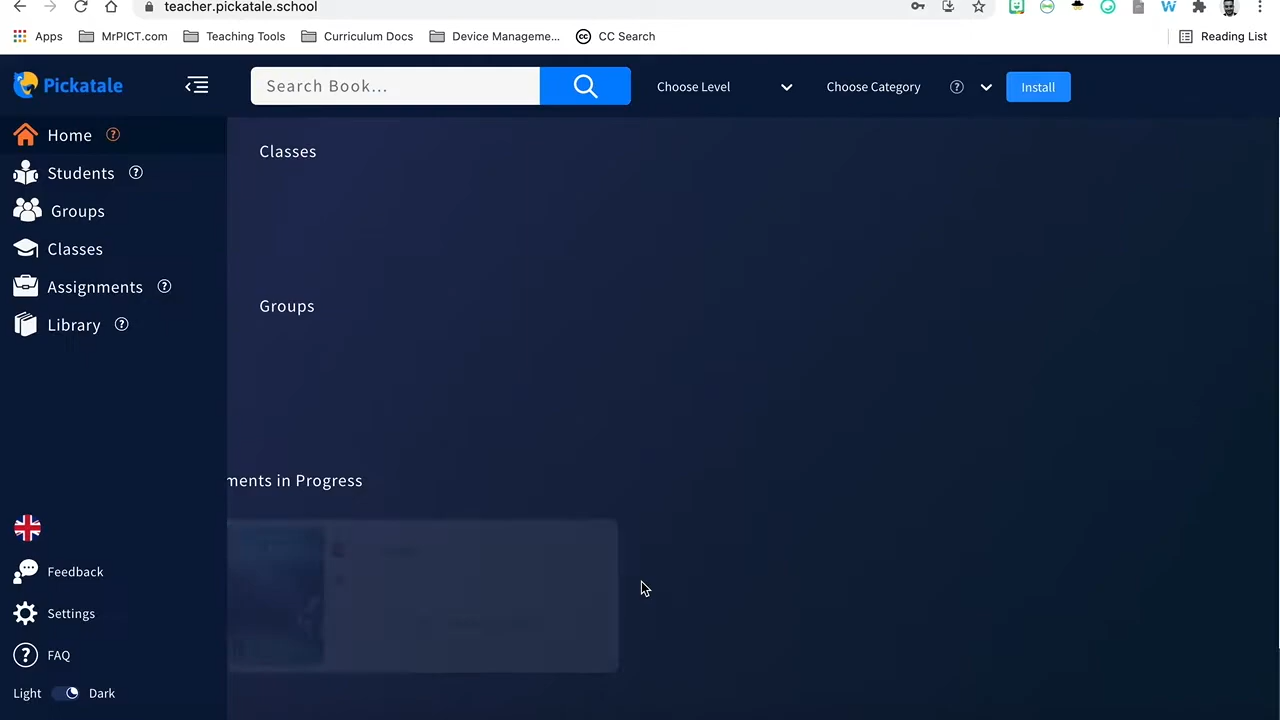 teacher.pickatale.school
Apps
MrPICT.com
Teaching Tools
Curriculum Docs
Device Manageme...
CC Search
Reading List
Pickatale
Search Book...
Choose Level
Choose Category
Install
Home
Students
Groups
Classes
Assignments
Library
Feedback
Settings
FAQ
Light
Dark
Classes
Groups
ments in Progress